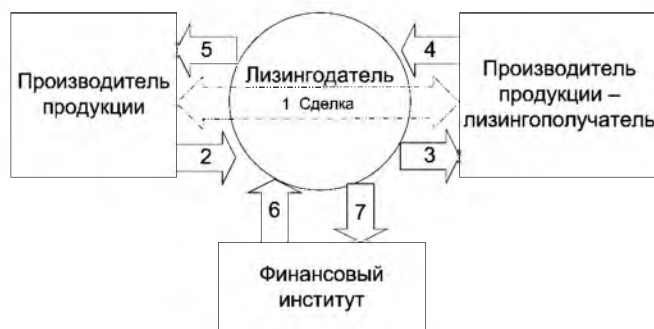 5
4
Производитель
продукции
Лизингодатель
1 Сделка
Производитель
продукции –
лизингополучатель
2
3
6
7
Финансовый
институт